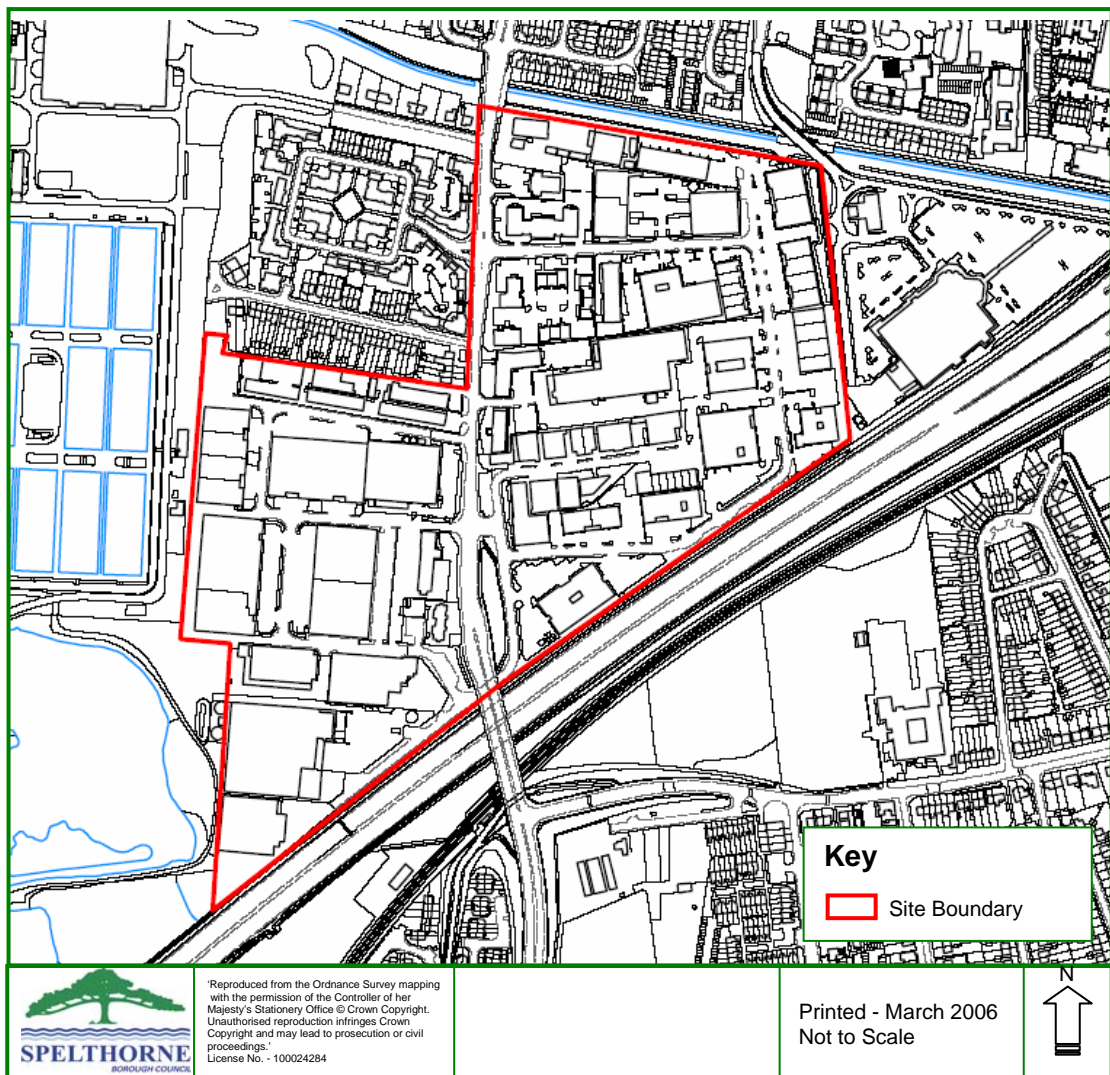 Key
Site Boundary
SPELTHORNE
BOROUGH COUNCIL
'Reproduced from the Ordnance Survey mapping
with the permission of the Controller of her
Majesty's Stationery Office © Crown Copyright.
Unauthorised reproduction infringes Crown
Copyright and may lead to prosecution or civil
proceedings.'
License No. - 100024284
Printed - March 2006
Not to Scale
N